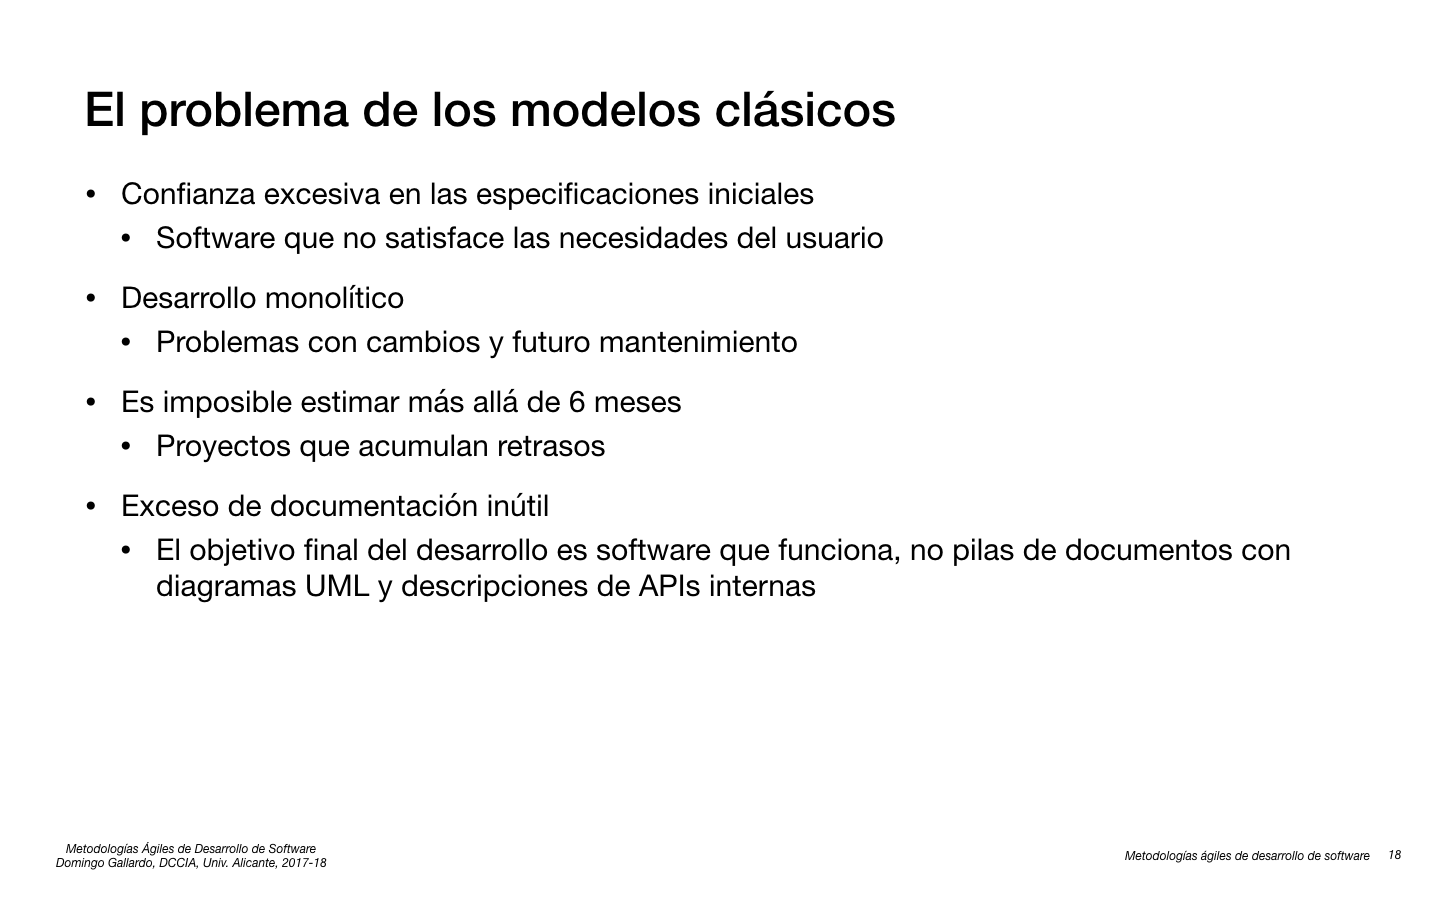 El problema de los modelos clásicos
• Confianza excesiva en las especificaciones iniciales
• Software que no satisface las necesidades del usuario
• Desarrollo monolítico
• Problemas con cambios y futuro mantenimiento
• Es imposible estimar más allá de 6 meses
• Proyectos que acumulan retrasos
• Exceso de documentación inútil
• El objetivo final del desarrollo es software que funciona, no pilas de documentos con
diagramas UML y descripciones de APIs internas
Metodologías Ágiles de Desarrollo de Software
Domingo Gallardo, DCCIA, Univ. Alicante, 2017-18
Metodologías ágiles de desarrollo de software 18